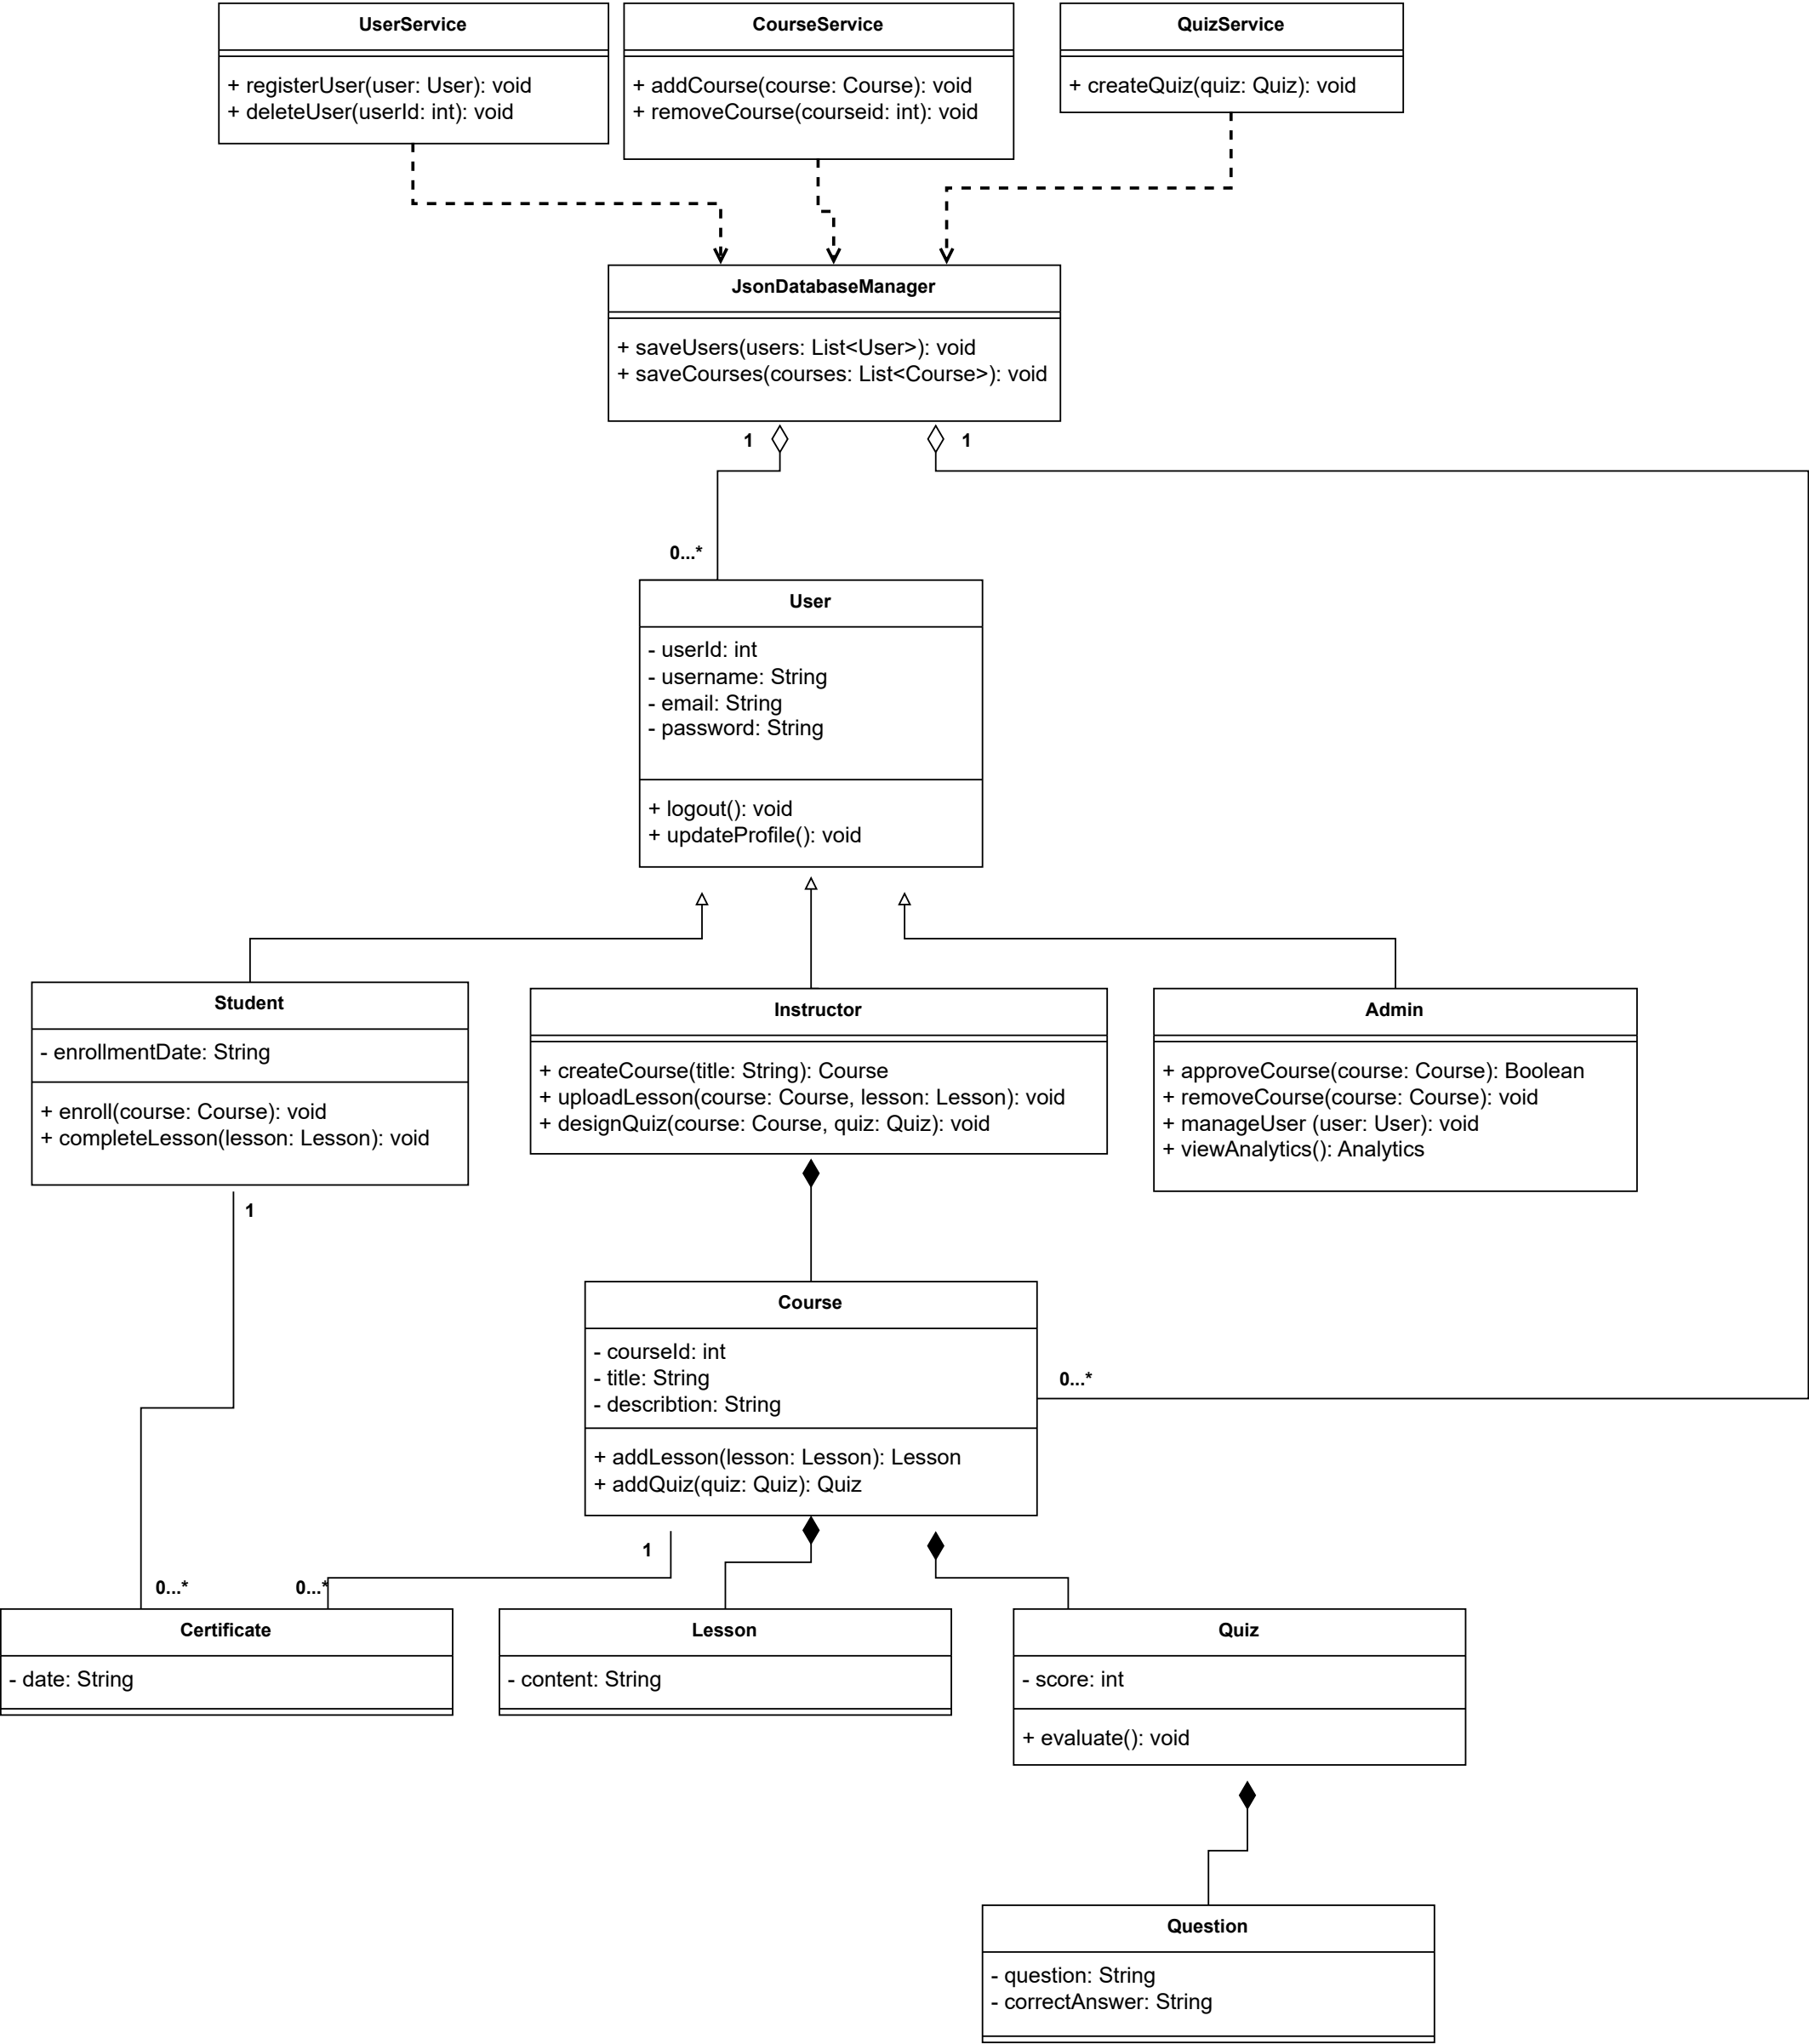 UserService
+ registerUser(user: User): void
+ deleteUser(userId: int): void
CourseService
+ addCourse(course: Course): void
+ removeCourse(courseid: int): void
QuizService
+ createQuiz(quiz: Quiz): void
JsonDatabaseManager
+ saveUsers(users: List<User>): void
+ saveCourses(courses: List<Course>): void
1
1
0...*
User
- userId: int
- username: String
- email: String
- password: String
+ logout(): void
+ updateProfile(): void
Student
- enrollmentDate: String
+ enroll(course: Course): void
+ completeLesson(lesson: Lesson): void
Instructor
+ createCourse(title: String): Course
+ uploadLesson(course: Course, lesson: Lesson): void
+ designQuiz(course: Course, quiz: Quiz): void
Admin
+ approveCourse(course: Course): Boolean
+ removeCourse(course: Course): void
+ manageUser (user: User): void
+ viewAnalytics(): Analytics
1
Course
- courseId: int
- title: String
- describtion: String
+ addLesson(lesson: Lesson): Lesson
+ addQuiz(quiz: Quiz): Quiz
0...*
1
0...*
0...*
Certificate
- date: String
Lesson
- content: String
Quiz
- score: int
+ evaluate(): void
Question
- question: String
- correctAnswer: String